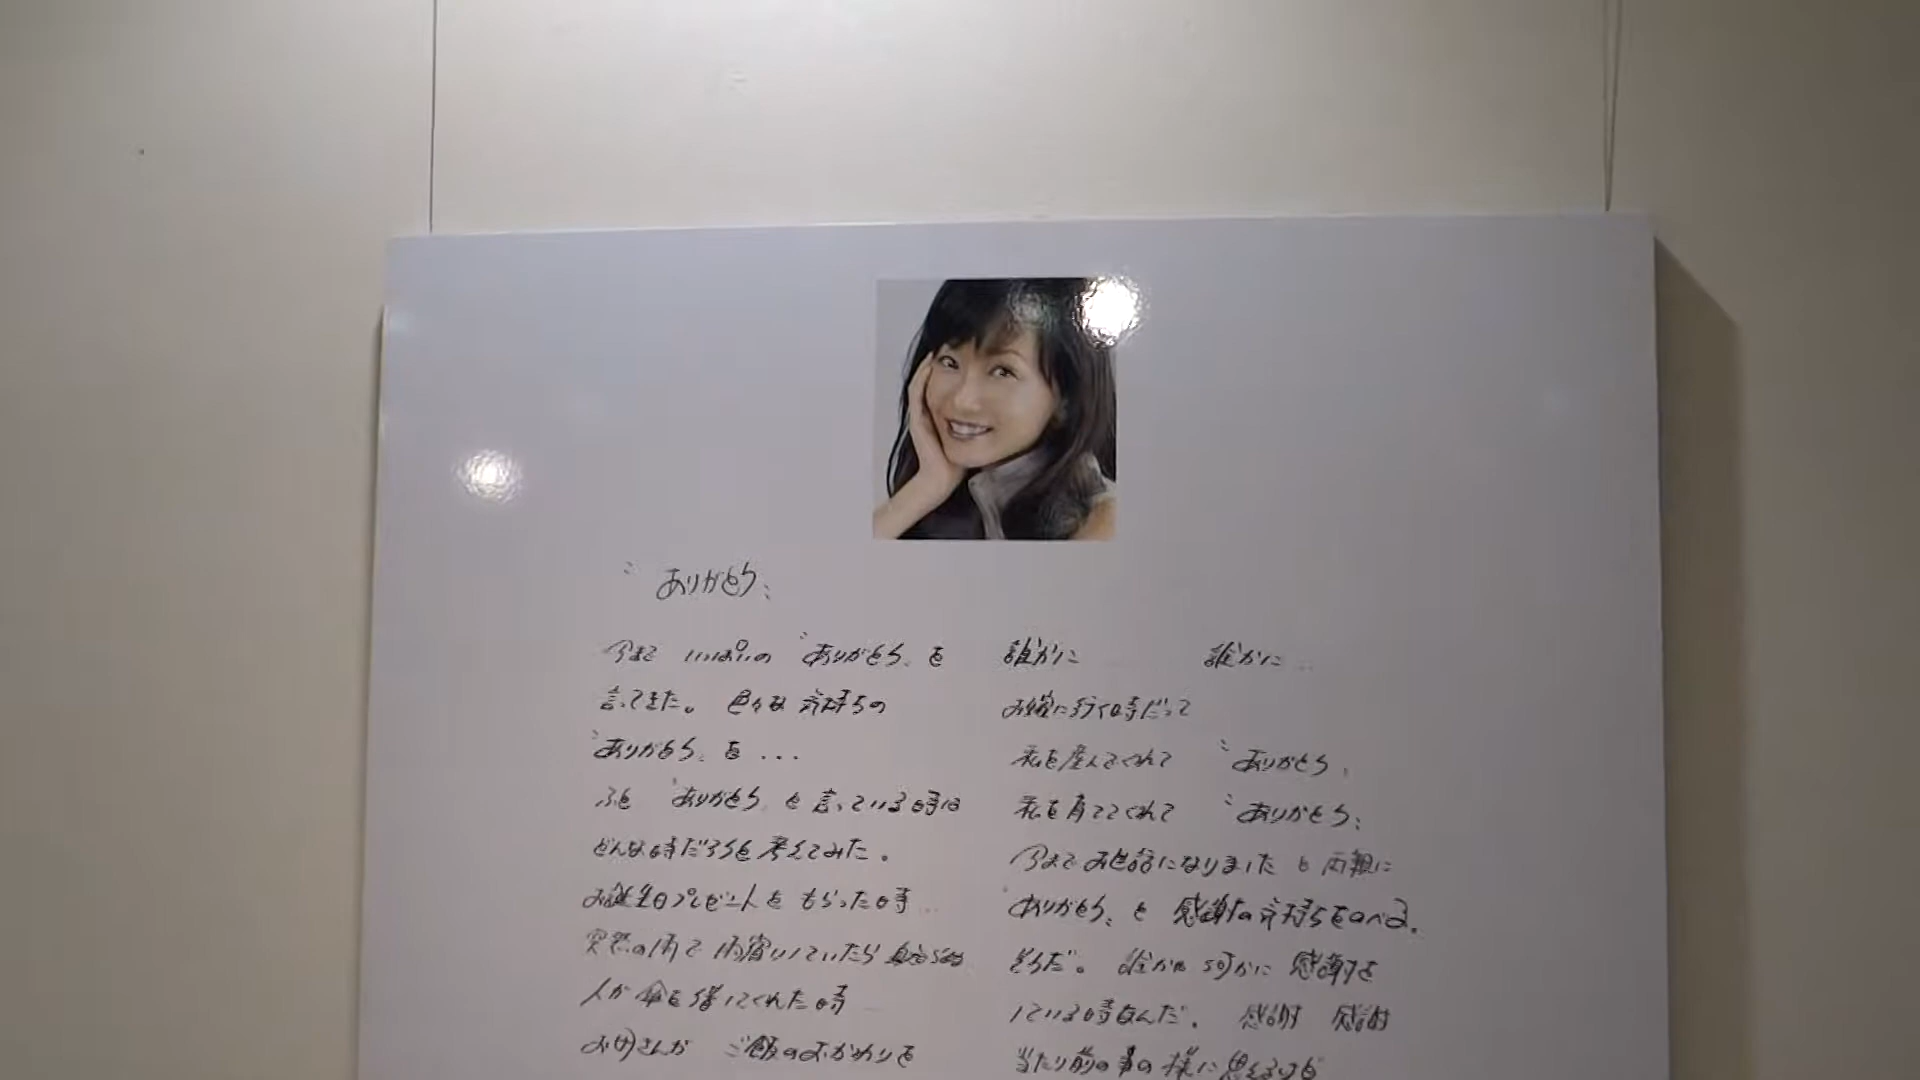 "ありがとう"
今まで いっぱいの "ありがとう" を
言ってきた。 色々な 気持ちの
"ありがとう" を ...
ふと "ありがとう" と 言っている時は
どんな時だろうと考えてみた。
お誕生日プレゼントを もらった時 ...
突然の雨で 雨宿りしていたら 見知らぬ
人が 傘を借してくれた時 ...
お母さんが ご飯のおかわりを
誰かに 誰かに ...
お嫁に行く時だって
私を産んでくれて "ありがとう"
私を育ててくれて "ありがとう"
今までお世話になりました と 両親に
ありがとう と 感謝の気持ちをのべる。
そうだ。 誰かに 何かに 感謝を
している時なんだ。 感謝 感謝
当たり前の事の様に思えるけど